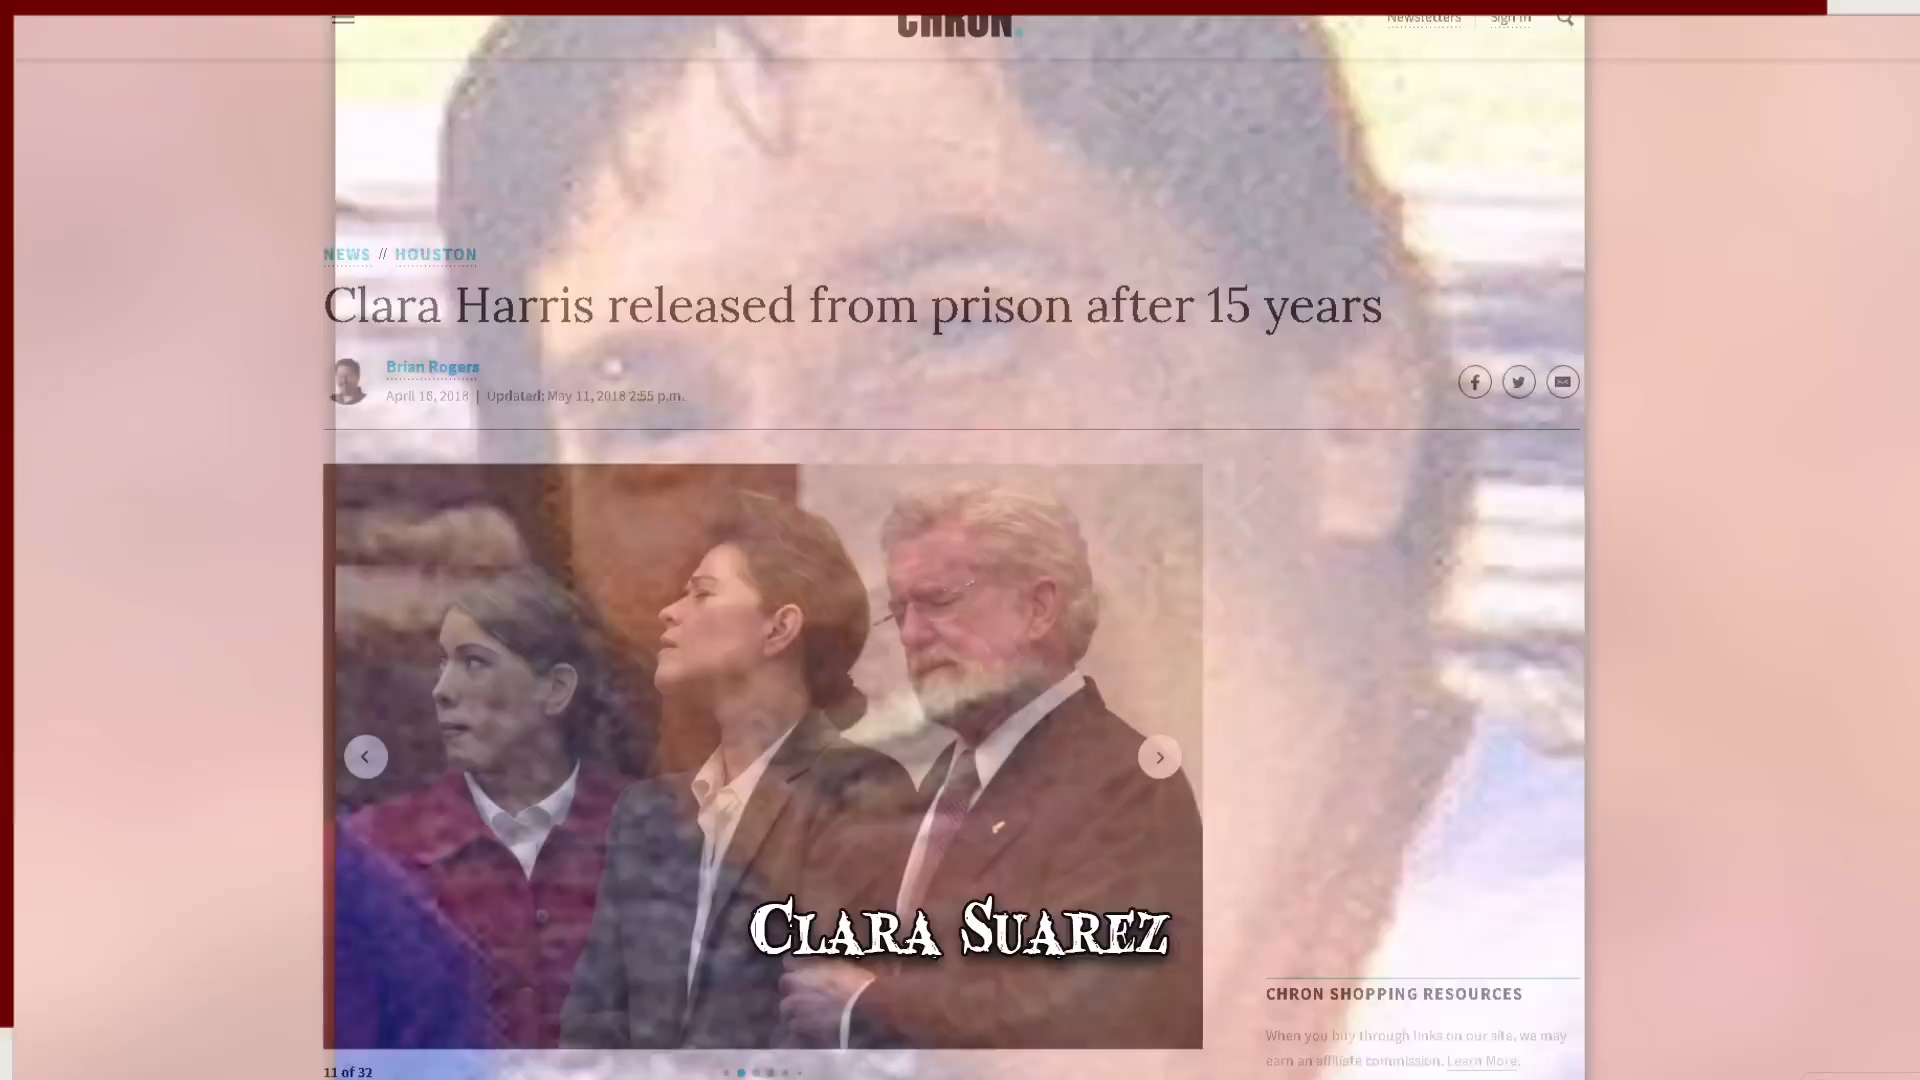 CHRON.
Newsletters
Sign In
NEWS // HOUSTON
Clara Harris released from prison after 15 years
Brian Rogers
April 16, 2018 | Updated: May 11, 2018 2:55 p.m.
CLARA SUAREZ
CHRON SHOPPING RESOURCES
When you buy through links on our site, we may
earn an affiliate commission. Learn More.
11 of 32